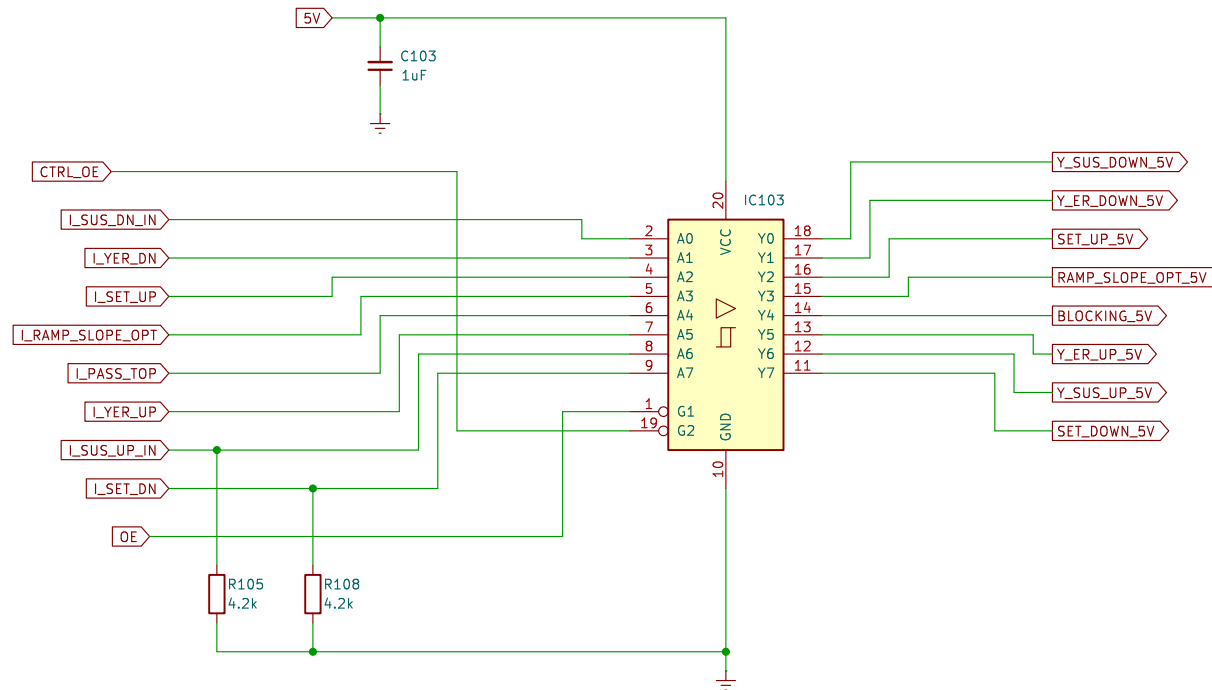 5V
C103
1uF
CTRL_OE
I_SUS_DN_IN
I_YER_DN
I_SET_UP
I_RAMP_SLOPE_OPT
I_PASS_TOP
I_YER_UP
I_SUS_UP_IN
I_SET_DN
OE
R105
4.2k
R108
4.2k
IC103
20
VCC
2 A0 Y0 18
3 A1 Y1 17
4 A2 Y2 16
5 A3 Y3 15
6 A4 Y4 14
7 A5 Y5 13
8 A6 Y6 12
9 A7 Y7 11
1 G1
19 G2
GND
10
Y_SUS_DOWN_5V
Y_ER_DOWN_5V
SET_UP_5V
RAMP_SLOPE_OPT_5V
BLOCKING_5V
Y_ER_UP_5V
Y_SUS_UP_5V
SET_DOWN_5V